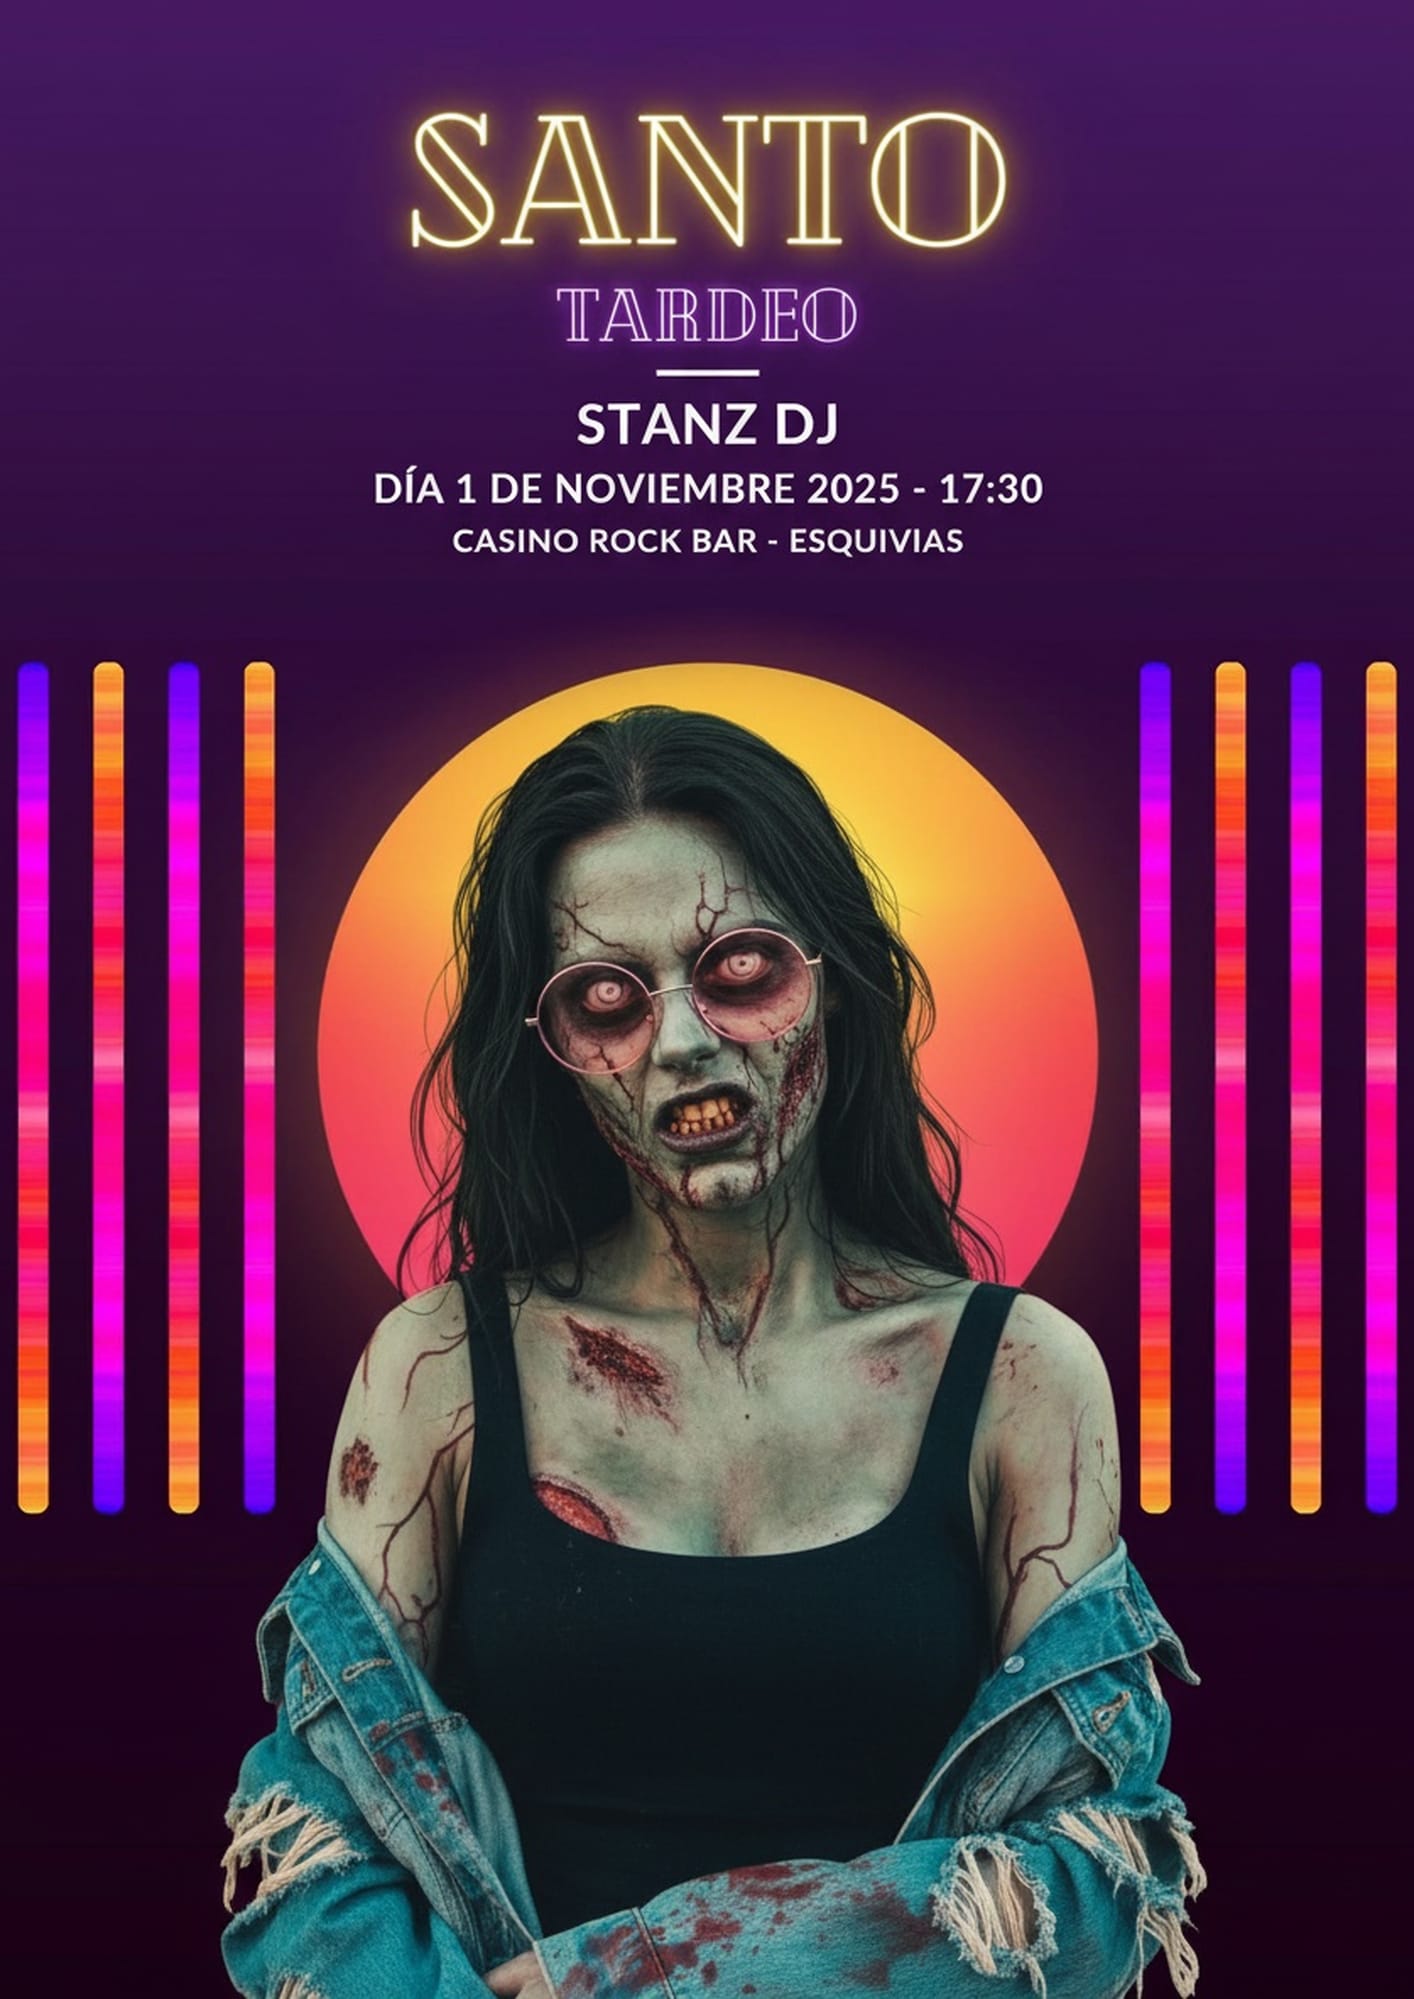 SANTO
TARDEO
STANZ DJ
DÍA 1 DE NOVIEMBRE 2025 - 17:30
CASINO ROCK BAR - ESQUIVIAS